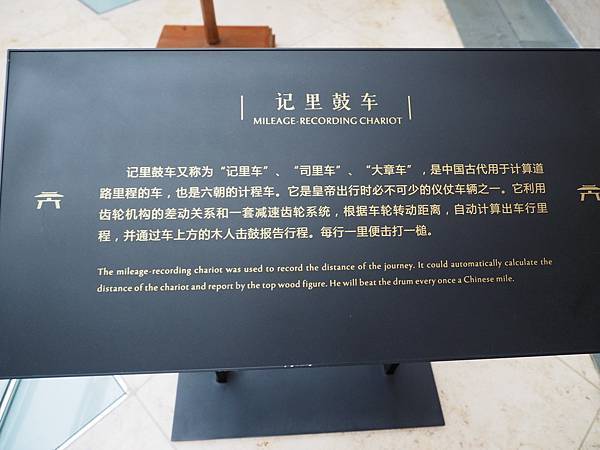 记里鼓车
MILEAGE-RECORDING CHARIOT
记里鼓车又称为“记里车”、“司里车”、“大章车”，是中国古代用于计算道
路里程的车，也是六朝的计程车。它是皇帝出行时必不可少的仪仗车辆之一。它利用
齿轮机构的差动关系和一套减速齿轮系统，根据车轮转动距离，自动计算出车行里
程，并通过车上方的木人击鼓报告行程。每行一里便击打一槌。
The mileage-recording chariot was used to record the distance of the journey. It could automatically calculate the
distance of the chariot and report by the top wood figure. He will beat the drum every once a Chinese mile.